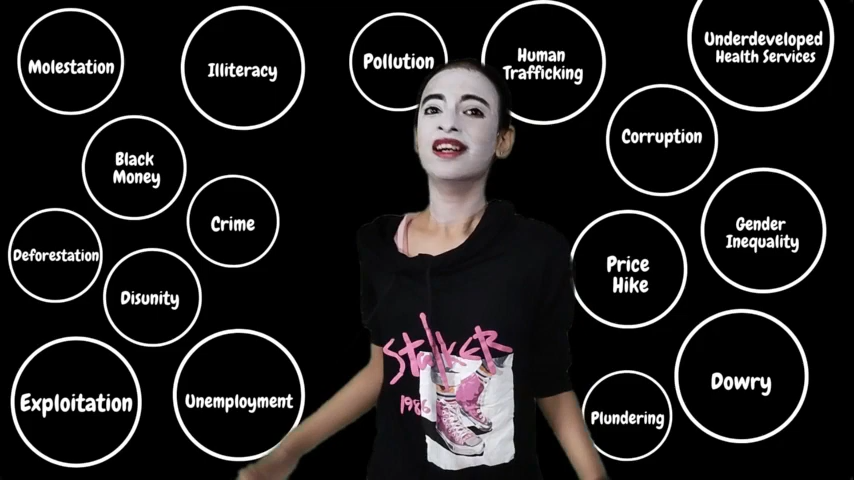 Molestation
Illiteracy
Pollution
Human
Trafficking
Underdeveloped
Health Services
Black
Money
Corruption
Crime
Gender
Inequality
Deforestation
Disunity
Price
Hike
Exploitation
Unemployment
Dowry
Plundering
Stalker
1986